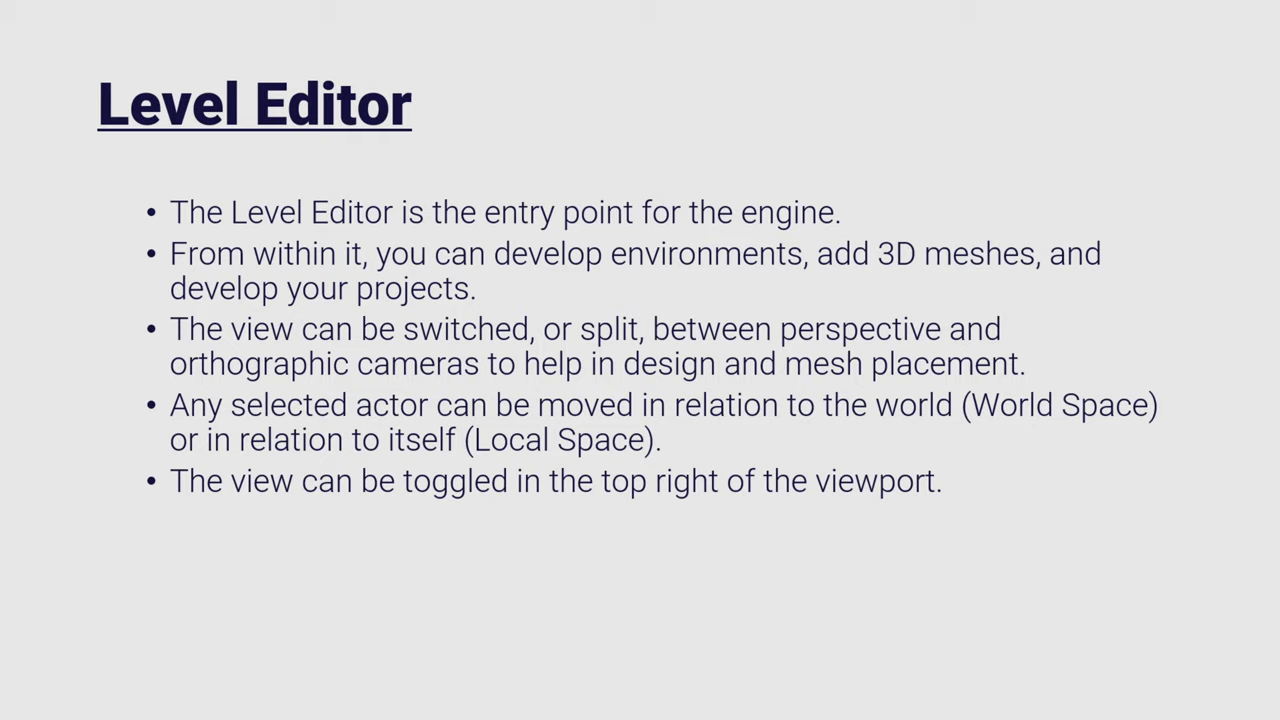 Level Editor
• The Level Editor is the entry point for the engine.
• From within it, you can develop environments, add 3D meshes, and
develop your projects.
• The view can be switched, or split, between perspective and
orthographic cameras to help in design and mesh placement.
• Any selected actor can be moved in relation to the world (World Space)
or in relation to itself (Local Space).
• The view can be toggled in the top right of the viewport.